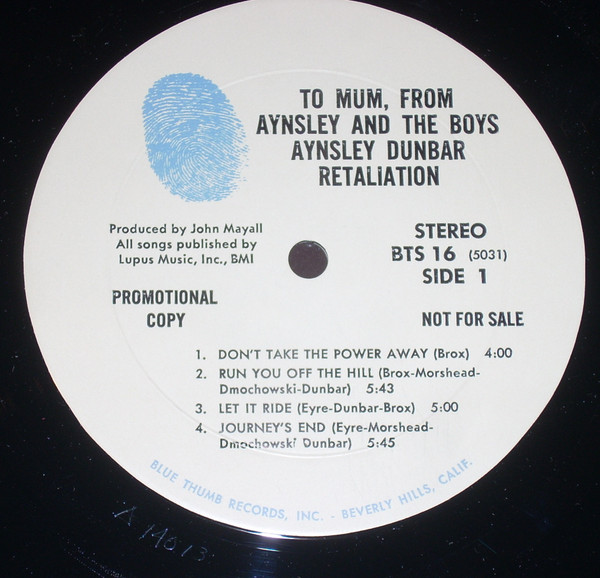 TO MUM, FROM
AYNSLEY AND THE BOYS
AYNSLEY DUNBAR
RETALIATION
Produced by John Mayall
All songs published by
Lupus Music, Inc., BMI
STEREO
BTS 16 (5031)
SIDE 1
PROMOTIONAL
COPY
NOT FOR SALE
1. DON'T TAKE THE POWER AWAY (Brox) 4:00
2. RUN YOU OFF THE HILL (Brox-Morshead-
Dmochowski-Dunbar) 5:43
3. LET IT RIDE (Eyre-Dunbar-Brox) 5:00
4. JOURNEY'S END (Eyre-Morshead-
Dmochowski Dunbar) 5:45
BLUE THUMB RECORDS, INC. - BEVERLY HILLS, CALIF.